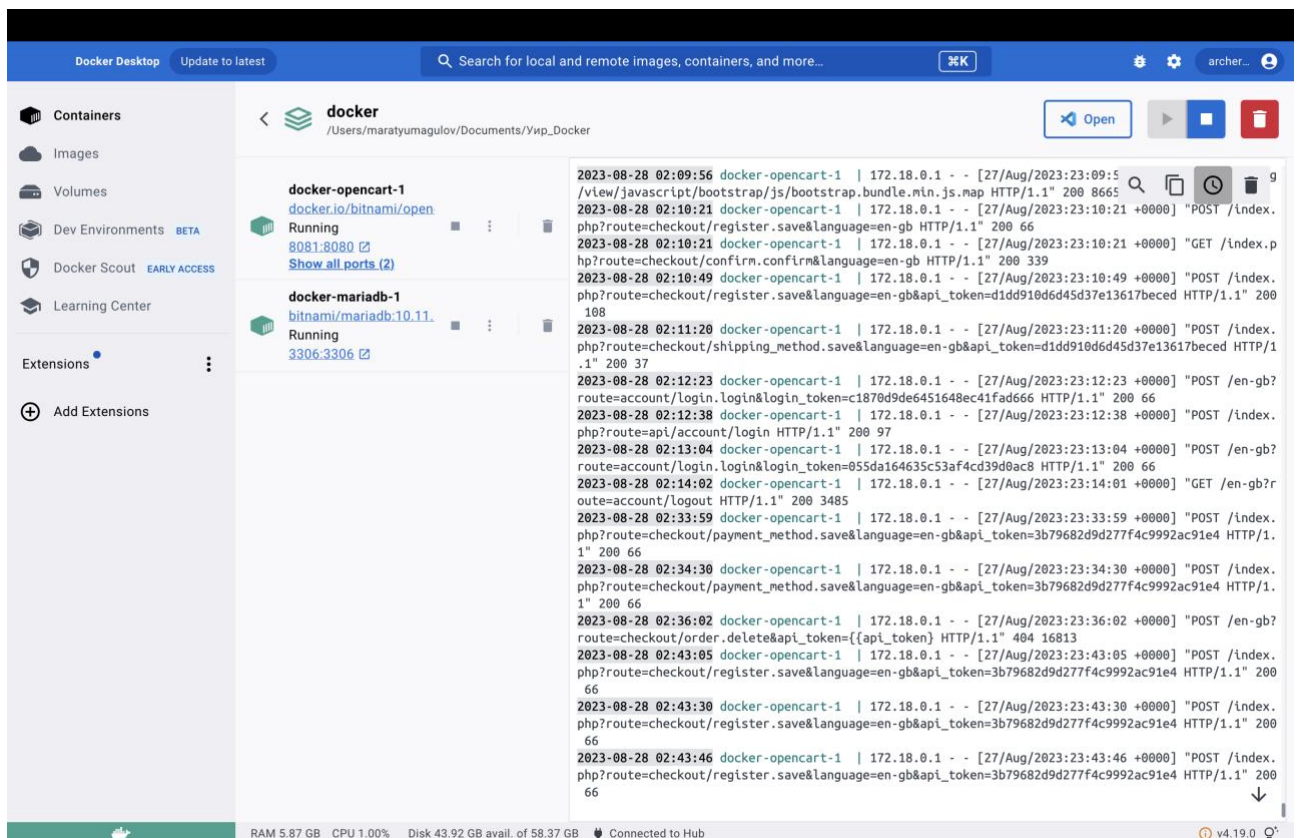 Docker Desktop Update to latest Search for local and remote images, containers, and more... ⌘K archer...
Containers
Images
Volumes
Dev Environments BETA
Docker Scout EARLY ACCESS
Learning Center
Extensions
Add Extensions
docker
/Users/maratyumagulov/Documents/Уир_Docker
Open
docker-opencart-1
docker.io/bitnami/open
Running
8081:8080
Show all ports (2)
docker-mariadb-1
bitnami/mariadb:10.11.
Running
3306:3306
2023-08-28 02:09:56 docker-opencart-1 | 172.18.0.1 - - [27/Aug/2023:23:09:5 g
/view/javascript/bootstrap/js/bootstrap.bundle.min.js.map HTTP/1.1" 200 8665
2023-08-28 02:10:21 docker-opencart-1 | 172.18.0.1 - - [27/Aug/2023:23:10:21 +0000] "POST /index.
php?route=checkout/register.save&language=en-gb HTTP/1.1" 200 66
2023-08-28 02:10:21 docker-opencart-1 | 172.18.0.1 - - [27/Aug/2023:23:10:21 +0000] "GET /index.p
hp?route=checkout/confirm.confirm&language=en-gb HTTP/1.1" 200 339
2023-08-28 02:10:49 docker-opencart-1 | 172.18.0.1 - - [27/Aug/2023:23:10:49 +0000] "POST /index.
php?route=checkout/register.save&language=en-gb&api_token=d1dd910d6d45d37e13617beced HTTP/1.1" 200
108
2023-08-28 02:11:20 docker-opencart-1 | 172.18.0.1 - - [27/Aug/2023:23:11:20 +0000] "POST /index.
php?route=checkout/shipping_method.save&language=en-gb&api_token=d1dd910d6d45d37e13617beced HTTP/1
.1" 200 37
2023-08-28 02:12:23 docker-opencart-1 | 172.18.0.1 - - [27/Aug/2023:23:12:23 +0000] "POST /en-gb?
route=account/login.login&login_token=c1870d9de6451648ec41fad666 HTTP/1.1" 200 66
2023-08-28 02:12:38 docker-opencart-1 | 172.18.0.1 - - [27/Aug/2023:23:12:38 +0000] "POST /index.
php?route=api/account/login HTTP/1.1" 200 97
2023-08-28 02:13:04 docker-opencart-1 | 172.18.0.1 - - [27/Aug/2023:23:13:04 +0000] "POST /en-gb?
route=account/login.login&login_token=055da164635c53af4cd39d0ac8 HTTP/1.1" 200 66
2023-08-28 02:14:02 docker-opencart-1 | 172.18.0.1 - - [27/Aug/2023:23:14:01 +0000] "GET /en-gb?r
oute=account/logout HTTP/1.1" 200 3485
2023-08-28 02:33:59 docker-opencart-1 | 172.18.0.1 - - [27/Aug/2023:23:33:59 +0000] "POST /index.
php?route=checkout/payment_method.save&language=en-gb&api_token=3b79682d9d277f4c9992ac91e4 HTTP/1.
1" 200 66
2023-08-28 02:34:30 docker-opencart-1 | 172.18.0.1 - - [27/Aug/2023:23:34:30 +0000] "POST /index.
php?route=checkout/payment_method.save&language=en-gb&api_token=3b79682d9d277f4c9992ac91e4 HTTP/1.
1" 200 66
2023-08-28 02:36:02 docker-opencart-1 | 172.18.0.1 - - [27/Aug/2023:23:36:02 +0000] "POST /en-gb?
route=checkout/order.delete&api_token={{api_token} HTTP/1.1" 404 16813
2023-08-28 02:43:05 docker-opencart-1 | 172.18.0.1 - - [27/Aug/2023:23:43:05 +0000] "POST /index.
php?route=checkout/register.save&language=en-gb&api_token=3b79682d9d277f4c9992ac91e4 HTTP/1.1" 200
66
2023-08-28 02:43:30 docker-opencart-1 | 172.18.0.1 - - [27/Aug/2023:23:43:30 +0000] "POST /index.
php?route=checkout/register.save&language=en-gb&api_token=3b79682d9d277f4c9992ac91e4 HTTP/1.1" 200
66
2023-08-28 02:43:46 docker-opencart-1 | 172.18.0.1 - - [27/Aug/2023:23:43:46 +0000] "POST /index.
php?route=checkout/register.save&language=en-gb&api_token=3b79682d9d277f4c9992ac91e4 HTTP/1.1" 200
66
RAM 5.87 GB CPU 1.00% Disk 43.92 GB avail. of 58.37 GB Connected to Hub v4.19.0